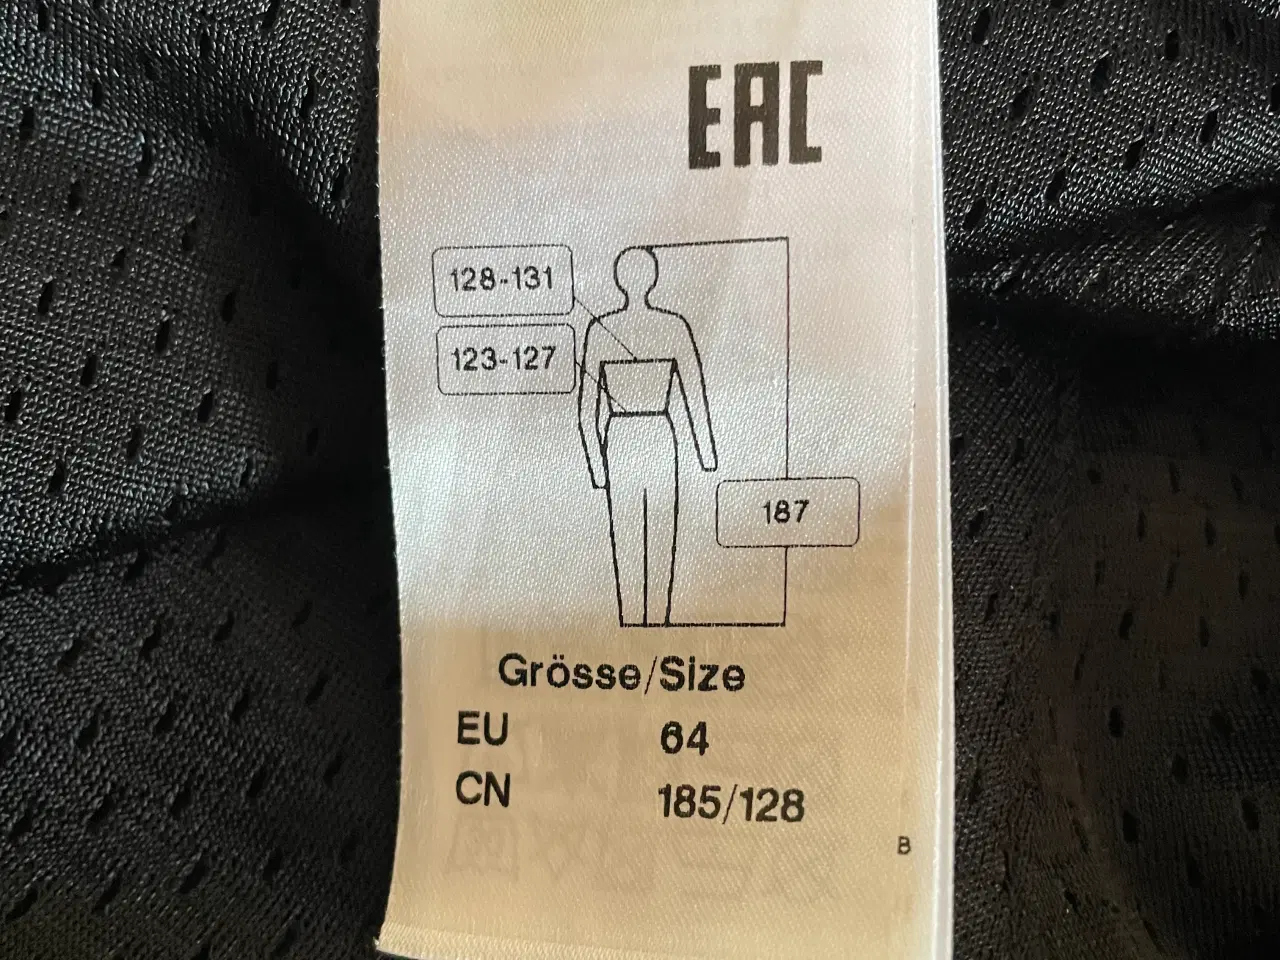 EAC
128-131
123-127
187
Grösse/Size
EU 64
CN 185/128
B